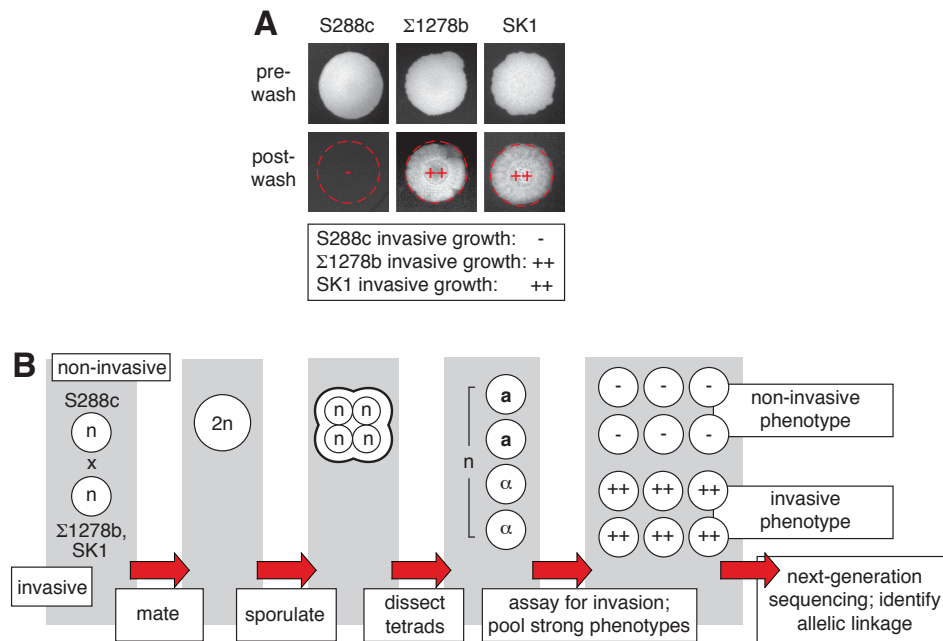 A
S288c Σ1278b SK1
pre-
wash
post-
wash
- ++ ++
S288c invasive growth: -
Σ1278b invasive growth: ++
SK1 invasive growth: ++
B
non-invasive
S288c
n
x
n
Σ1278b,
SK1
invasive
mate
2n
sporulate
n n
n n
dissect
tetrads
n
a
a
α
α
assay for invasion;
pool strong phenotypes
- - -
- - -
non-invasive
phenotype
++ ++ ++
++ ++ ++
invasive
phenotype
next-generation
sequencing; identify
allelic linkage